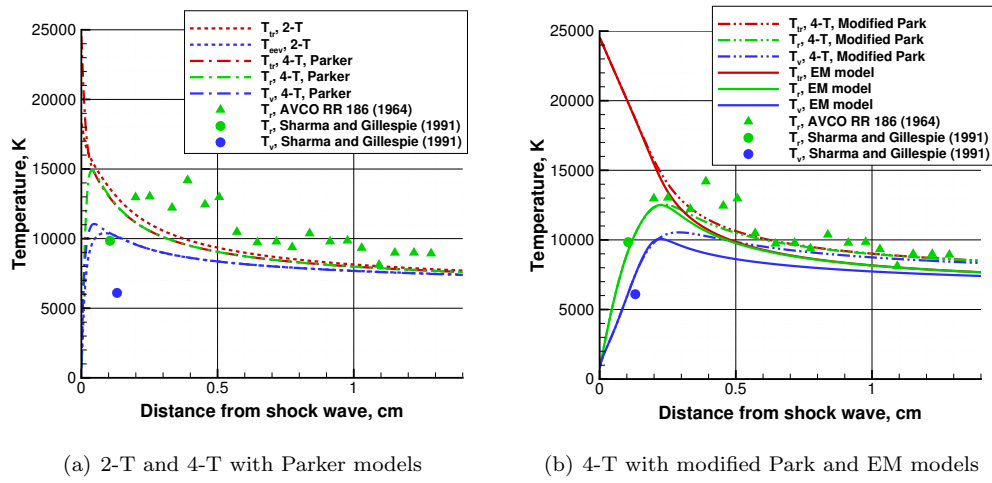 25000
20000
15000
10000
5000
0
0
0.5
1
Temperature, K
Distance from shock wave, cm
T_tr, 2-T
T_eev, 2-T
T_tr, 4-T, Parker
T_r, 4-T, Parker
T_v, 4-T, Parker
T_r, AVCO RR 186 (1964)
T_r, Sharma and Gillespie (1991)
T_v, Sharma and Gillespie (1991)
(a) 2-T and 4-T with Parker models
25000
20000
15000
10000
5000
0
0
0.5
1
Temperature, K
Distance from shock wave, cm
T_tr, 4-T, Modified Park
T_r, 4-T, Modified Park
T_v, 4-T, Modified Park
T_tr, EM model
T_r, EM model
T_v, EM model
T_r, AVCO RR 186 (1964)
T_r, Sharma and Gillespie (1991)
T_v, Sharma and Gillespie (1991)
(b) 4-T with modified Park and EM models